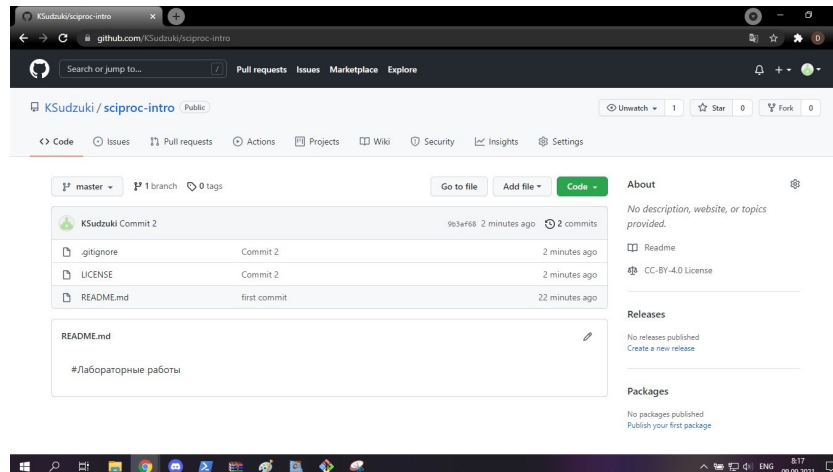 KSudzuki/sciproc-intro
github.com/KSudzuki/sciproc-intro
D
Search or jump to... / Pull requests Issues Marketplace Explore
KSudzuki / sciproc-intro Public
Unwatch 1 Star 0 Fork 0
Code Issues Pull requests Actions Projects Wiki Security Insights Settings
master 1 branch 0 tags Go to file Add file Code
KSudzuki Commit 2 9b3af68 2 minutes ago 2 commits
.gitignore Commit 2 2 minutes ago
LICENSE Commit 2 2 minutes ago
README.md first commit 22 minutes ago
README.md
#Лабораторные работы
About
No description, website, or topics
provided.
Readme
CC-BY-4.0 License
Releases
No releases published
Create a new release
Packages
No packages published
Publish your first package
ENG 8:17
09.09.2021